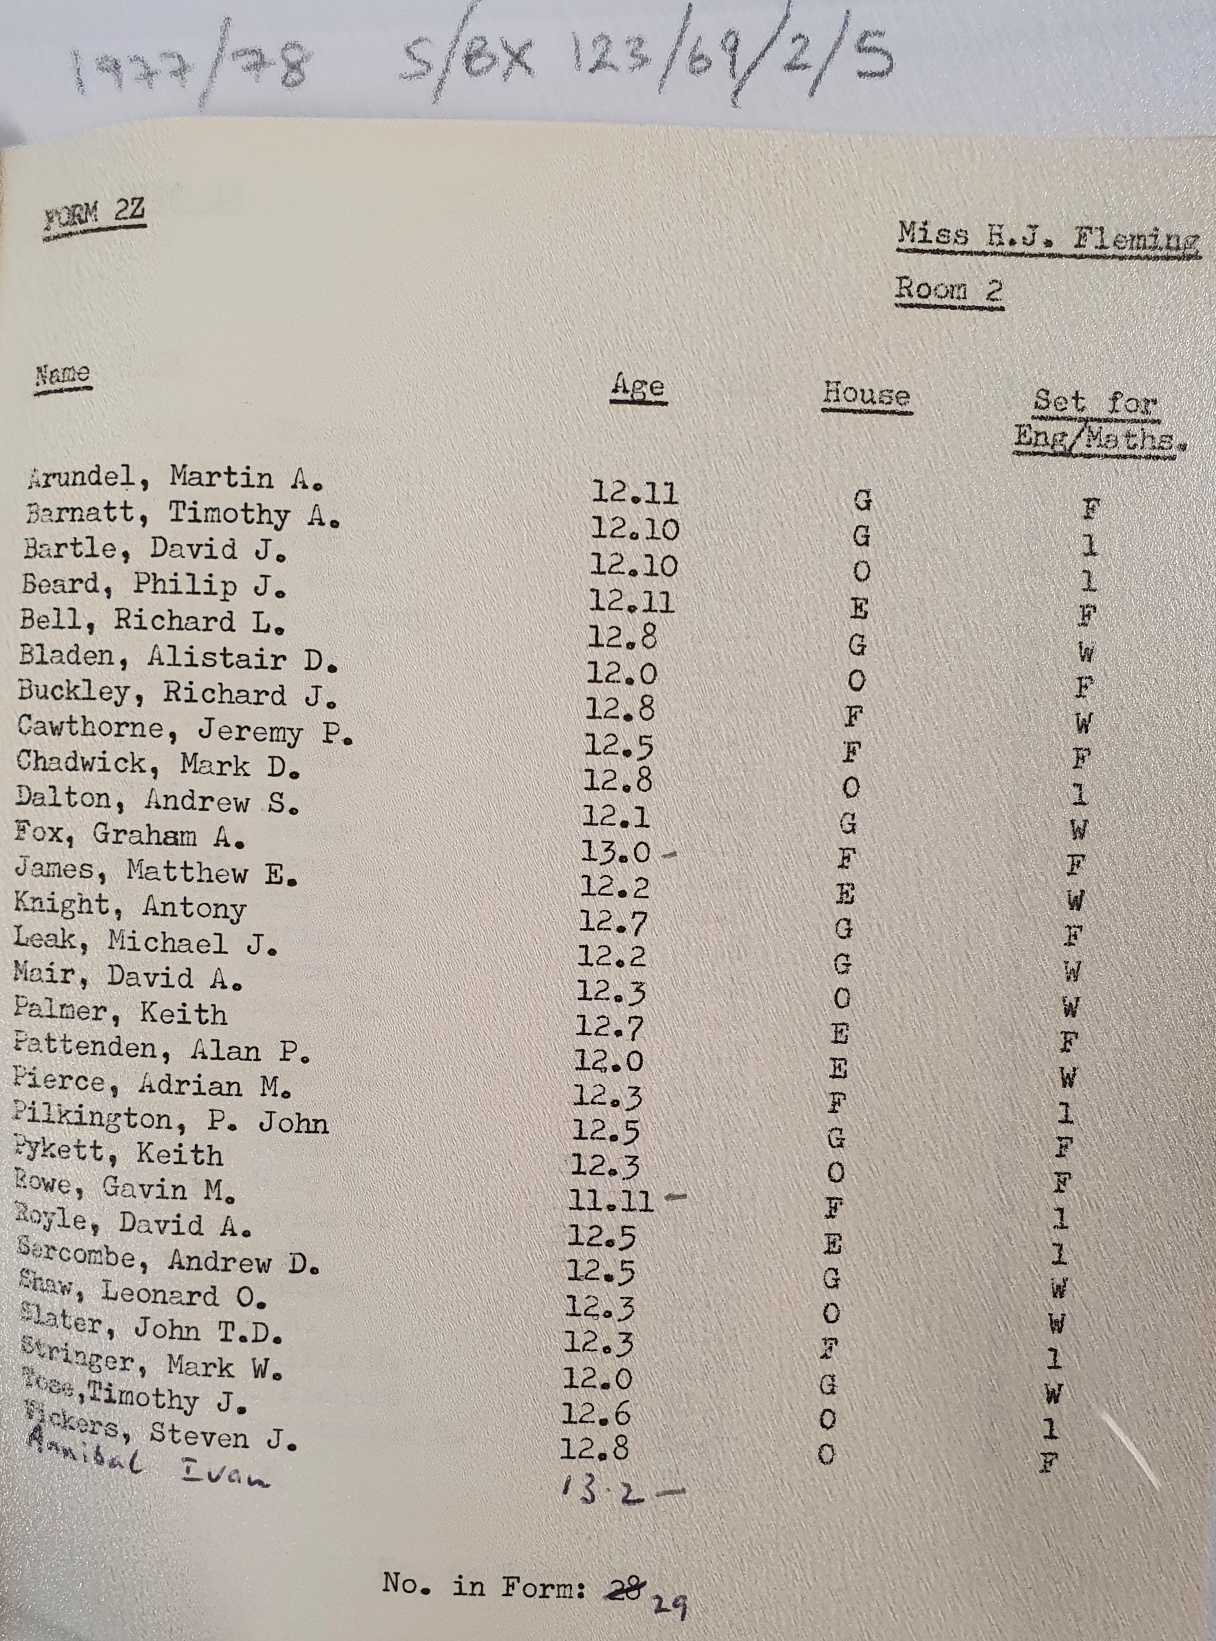 1977/78 S/BX 123/69/2/5
FORM 2Z
Miss H.J. Fleming
Room 2
Name Age House Set for
Eng/Maths.
Arundel, Martin A. 12.11 G F
Barnatt, Timothy A. 12.10 G 1
Bartle, David J. 12.10 O 1
Beard, Philip J. 12.11 E F
Bell, Richard L. 12.8 G W
Bladen, Alistair D. 12.0 O F
Buckley, Richard J. 12.8 F W
Cawthorne, Jeremy P. 12.5 F F
Chadwick, Mark D. 12.8 O 1
Dalton, Andrew S. 12.1 G W
Fox, Graham A. 13.0 - F F
James, Matthew E. 12.2 E W
Knight, Antony 12.7 G F
Leak, Michael J. 12.2 G W
Mair, David A. 12.3 O W
Palmer, Keith 12.7 E F
Pattenden, Alan P. 12.0 E W
Pierce, Adrian M. 12.3 F 1
Pilkington, P. John 12.5 G F
Pykett, Keith 12.3 O F
Rowe, Gavin M. 11.11 - F 1
Royle, David A. 12.5 E 1
Sercombe, Andrew D. 12.5 G W
Shaw, Leonard O. 12.3 O W
Slater, John T.D. 12.3 F 1
Stringer, Mark W. 12.0 G W
Tose,Timothy J. 12.6 O 1
Vickers, Steven J. 12.8 O F
Annibal Ivan 13.2 -
No. in Form: 28 29